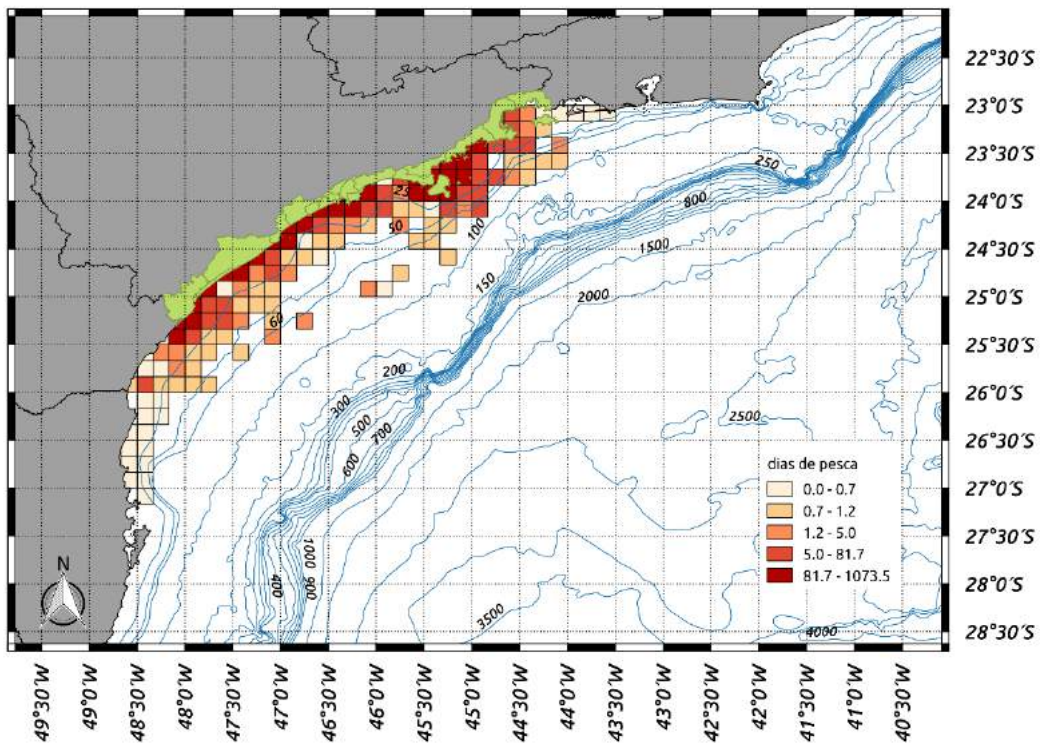 22°30´S
23°0´S
23°30´S
24°0´S
24°30´S
25°0´S
25°30´S
26°0´S
26°30´S
27°0´S
27°30´S
28°0´S
28°30´S
250
800
1500
25
50
100
150
2000
60
200
300
500
700
600
2500
1000
900
400
3500
4000
dias de pesca
0.0 - 0.7
0.7 - 1.2
1.2 - 5.0
5.0 - 81.7
81.7 - 1073.5
N
49°30´W
49°0´W
48°30´W
48°0´W
47°30´W
47°0´W
46°30´W
46°0´W
45°30´W
45°0´W
44°30´W
44°0´W
43°30´W
43°0´W
42°30´W
42°0´W
41°30´W
41°0´W
40°30´W